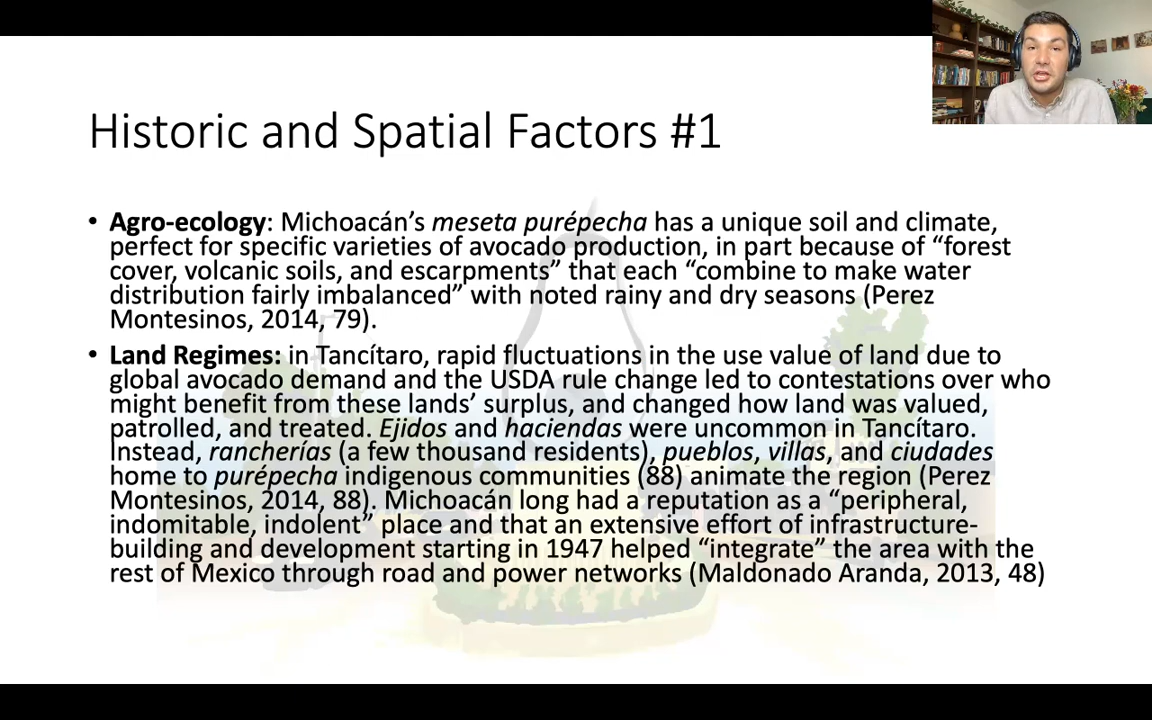 Historic and Spatial Factors #1
• Agro-ecology: Michoacán’s meseta purépecha has a unique soil and climate,
perfect for specific varieties of avocado production, in part because of “forest
cover, volcanic soils, and escarpments” that each “combine to make water
distribution fairly imbalanced” with noted rainy and dry seasons (Perez
Montesinos, 2014, 79).
• Land Regimes: in Tancítaro, rapid fluctuations in the use value of land due to
global avocado demand and the USDA rule change led to contestations over who
might benefit from these lands’ surplus, and changed how land was valued,
patrolled, and treated. Ejidos and haciendas were uncommon in Tancítaro.
Instead, rancherías (a few thousand residents), pueblos, villas, and ciudades
home to purépecha indigenous communities (88) animate the region (Perez
Montesinos, 2014, 88). Michoacán long had a reputation as a “peripheral,
indomitable, indolent” place and that an extensive effort of infrastructure-
building and development starting in 1947 helped “integrate” the area with the
rest of Mexico through road and power networks (Maldonado Aranda, 2013, 48)